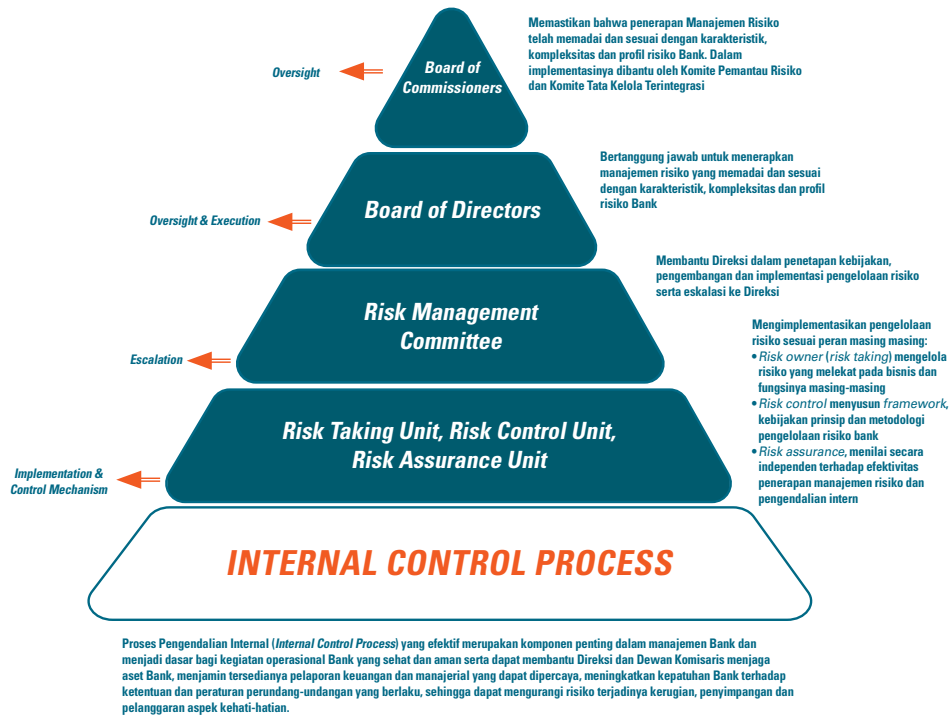 Oversight
Board of
Commissioners
Memastikan bahwa penerapan Manajemen Risiko
telah memadai dan sesuai dengan karakteristik,
kompleksitas dan profil risiko Bank. Dalam
implementasinya dibantu oleh Komite Pemantau Risiko
dan Komite Tata Kelola Terintegrasi
Oversight & Execution
Board of Directors
Bertanggung jawab untuk menerapkan
manajemen risiko yang memadai dan sesuai
dengan karakteristik, kompleksitas dan profil
risiko Bank
Escalation
Risk Management
Committee
Membantu Direksi dalam penetapan kebijakan,
pengembangan dan implementasi pengelolaan risiko
serta eskalasi ke Direksi
Implementation &
Control Mechanism
Risk Taking Unit, Risk Control Unit,
Risk Assurance Unit
Mengimplementasikan pengelolaan
risiko sesuai peran masing masing:
• Risk owner (risk taking) mengelola
risiko yang melekat pada bisnis dan
fungsinya masing-masing
• Risk control menyusun framework,
kebijakan prinsip dan metodologi
pengelolaan risiko bank
• Risk assurance, menilai secara
independen terhadap efektivitas
penerapan manajemen risiko dan
pengendalian intern
INTERNAL CONTROL PROCESS
Proses Pengendalian Internal (Internal Control Process) yang efektif merupakan komponen penting dalam manajemen Bank dan
menjadi dasar bagi kegiatan operasional Bank yang sehat dan aman serta dapat membantu Direksi dan Dewan Komisaris menjaga
aset Bank, menjamin tersedianya pelaporan keuangan dan manajerial yang dapat dipercaya, meningkatkan kepatuhan Bank terhadap
ketentuan dan peraturan perundang-undangan yang berlaku, sehingga dapat mengurangi risiko terjadinya kerugian, penyimpangan dan
pelanggaran aspek kehati-hatian.